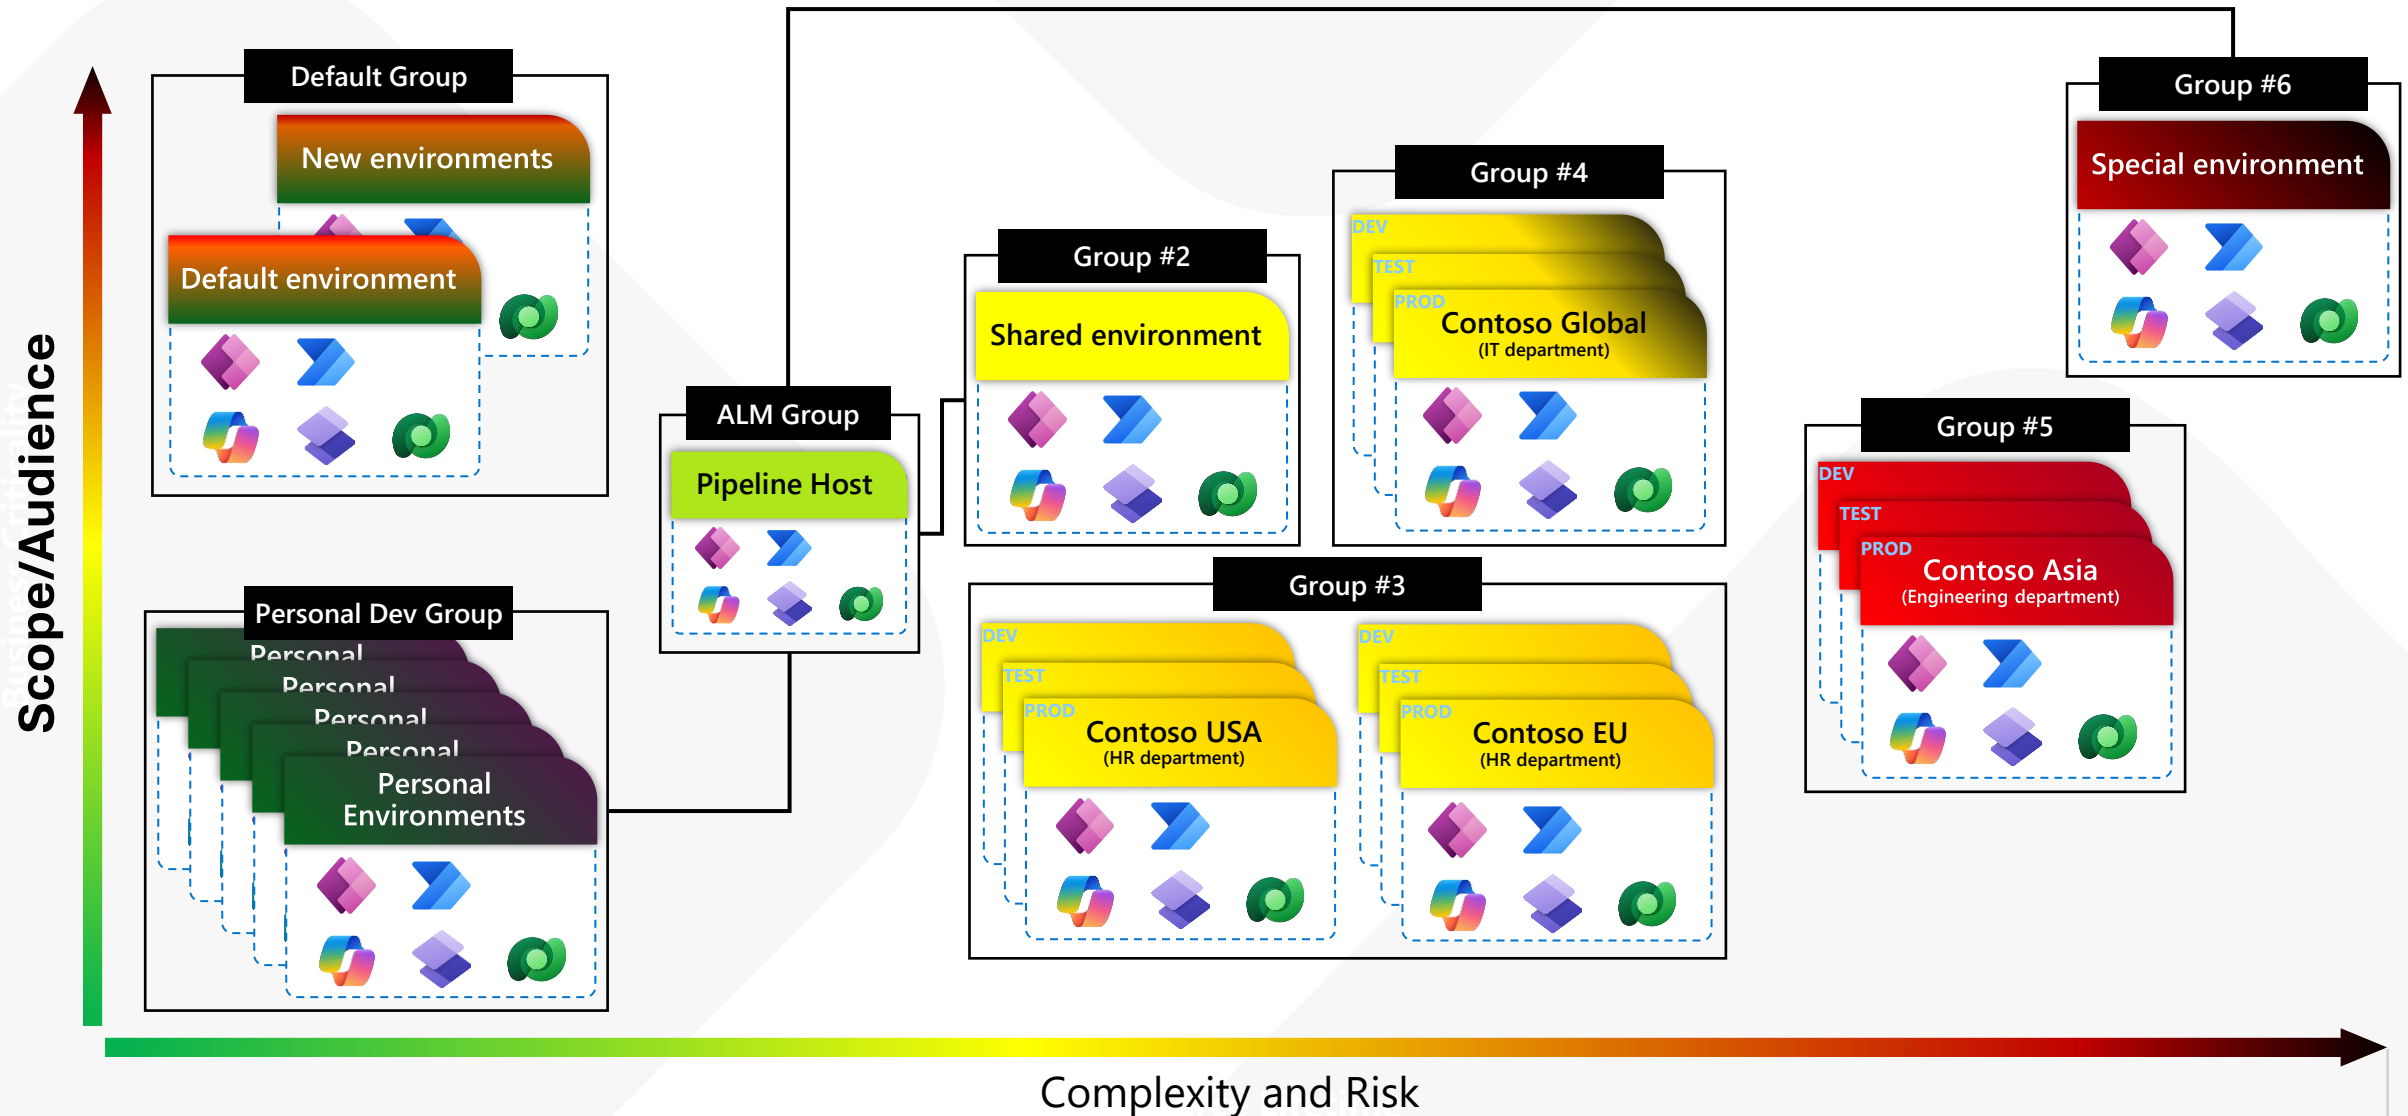 Default Group
New environments
Default environment
Personal Dev Group
Personal
Personal
Personal
Personal
Personal
Environments
ALM Group
Pipeline Host
Group #2
Shared environment
Group #4
DEV
TEST
PROD
Contoso Global
(IT department)
Group #3
DEV
TEST
PROD
Contoso USA
(HR department)
DEV
TEST
PROD
Contoso EU
(HR department)
Group #5
DEV
TEST
PROD
Contoso Asia
(Engineering department)
Group #6
Special environment
Scope/Audience
Business Criticality
Complexity and Risk